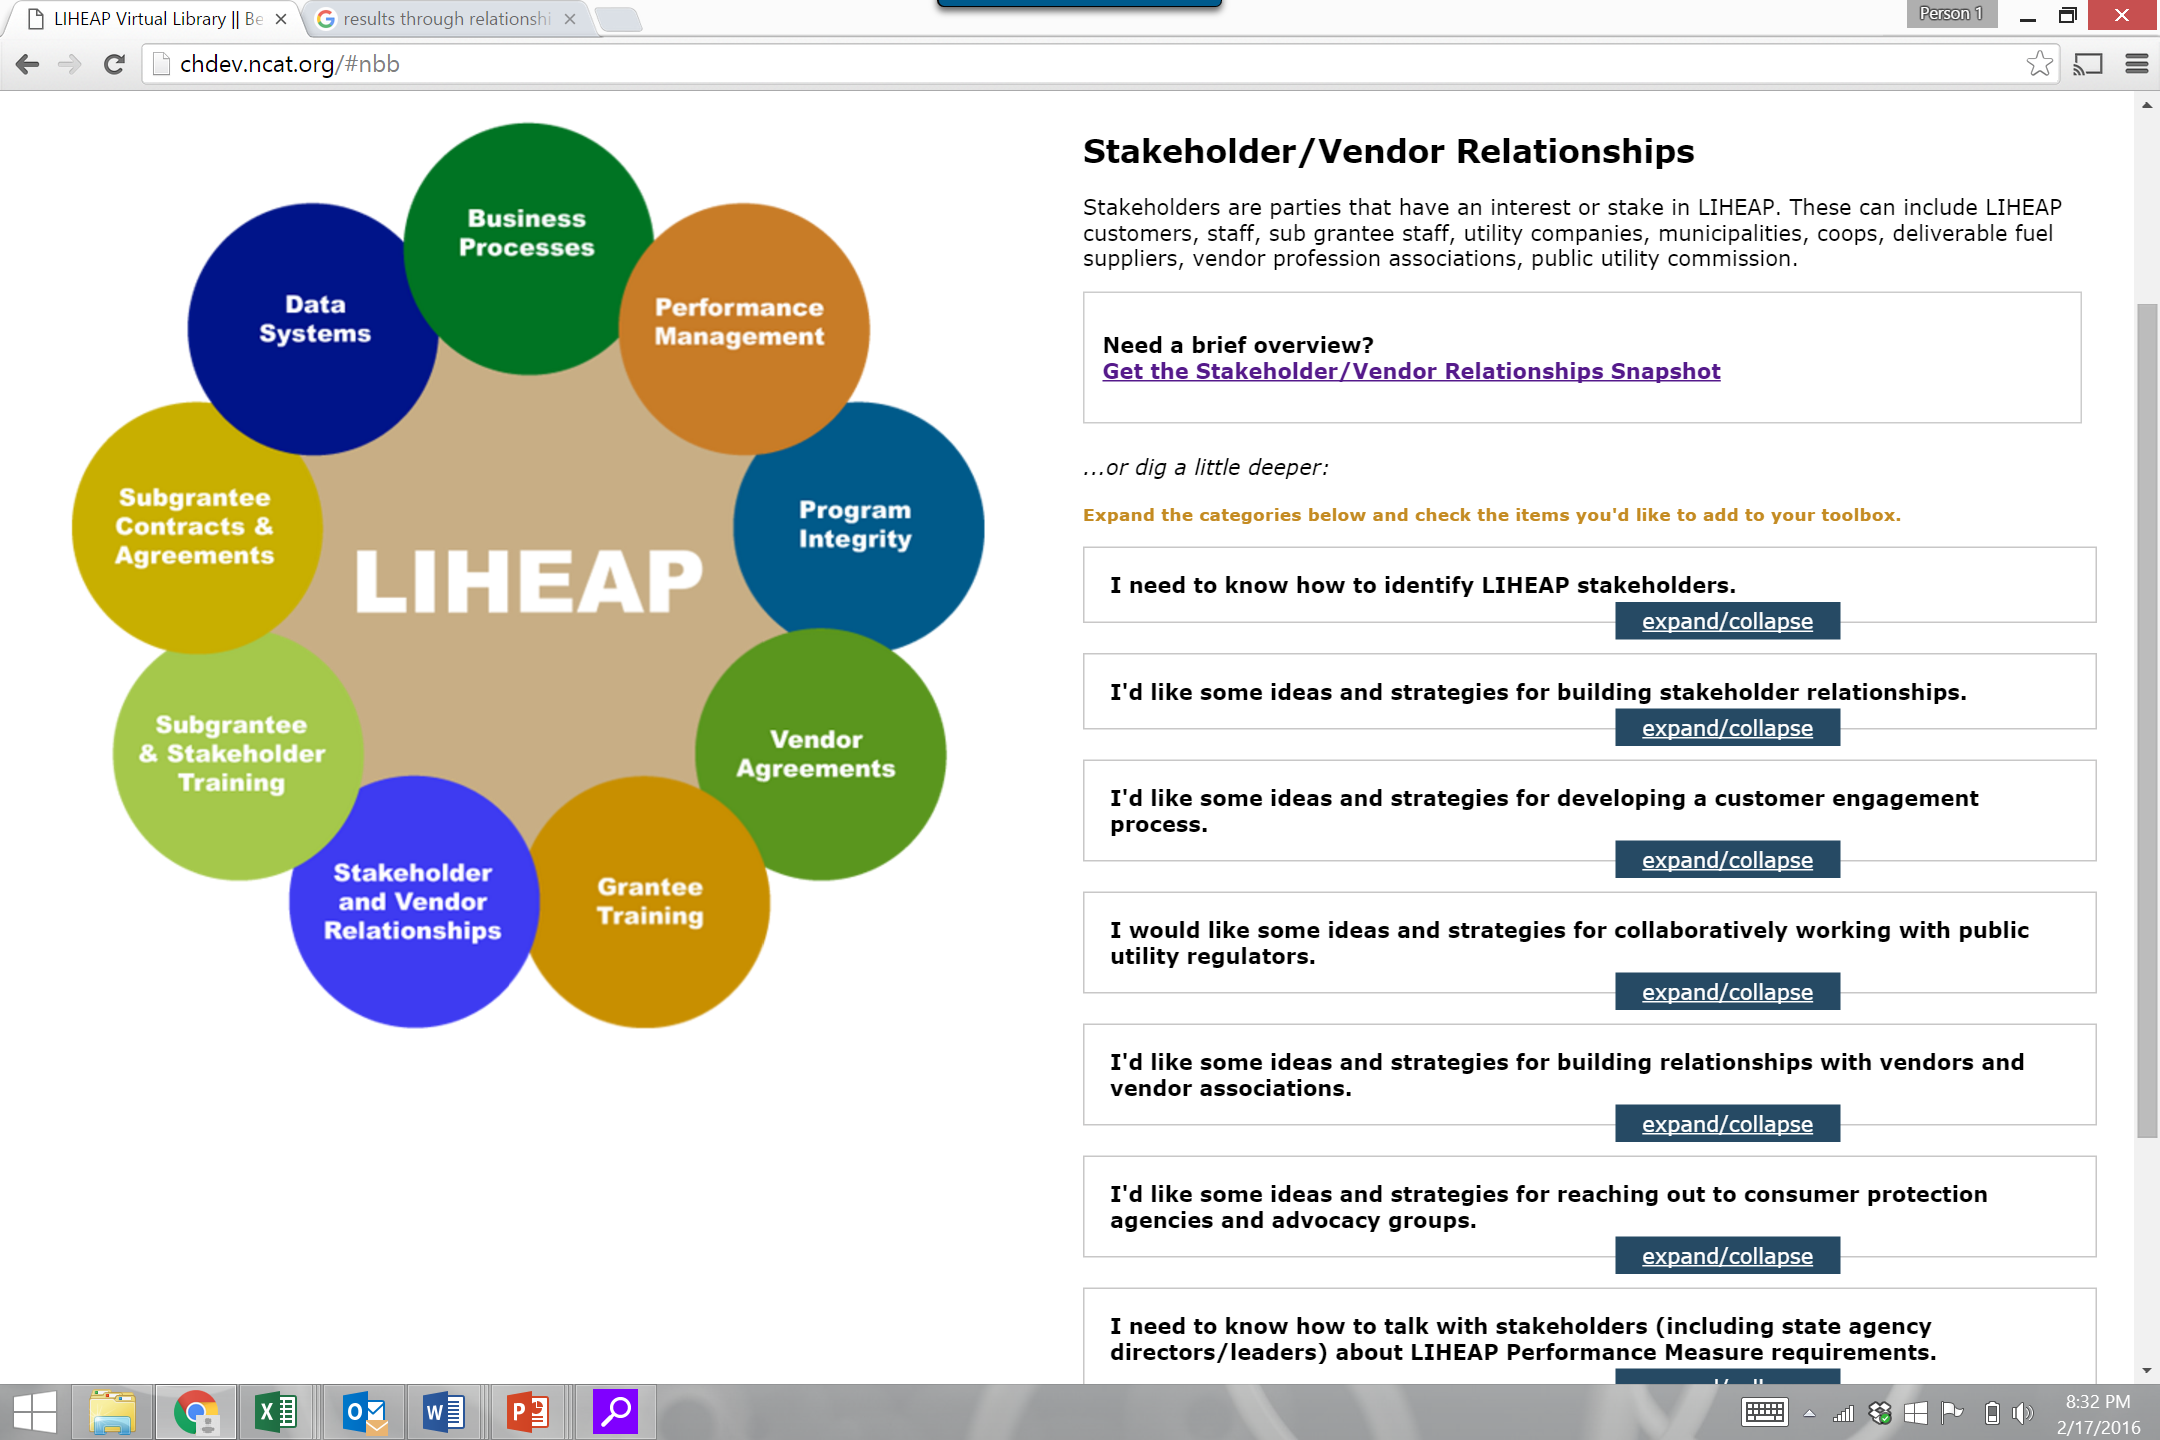 LIHEAP Virtual Library || Be
results through relationshi
Person 1
chdev.ncat.org/#nbb
Business
Processes
Data
Systems
Performance
Management
Subgrantee
Contracts &
Agreements
Program
Integrity
LIHEAP
Subgrantee
& Stakeholder
Training
Vendor
Agreements
Stakeholder
and Vendor
Relationships
Grantee
Training
Stakeholder/Vendor Relationships
Stakeholders are parties that have an interest or stake in LIHEAP. These can include LIHEAP
customers, staff, sub grantee staff, utility companies, municipalities, coops, deliverable fuel
suppliers, vendor profession associations, public utility commission.
Need a brief overview?
Get the Stakeholder/Vendor Relationships Snapshot
...or dig a little deeper:
Expand the categories below and check the items you'd like to add to your toolbox.
I need to know how to identify LIHEAP stakeholders.
expand/collapse
I'd like some ideas and strategies for building stakeholder relationships.
expand/collapse
I'd like some ideas and strategies for developing a customer engagement
process.
expand/collapse
I would like some ideas and strategies for collaboratively working with public
utility regulators.
expand/collapse
I'd like some ideas and strategies for building relationships with vendors and
vendor associations.
expand/collapse
I'd like some ideas and strategies for reaching out to consumer protection
agencies and advocacy groups.
expand/collapse
I need to know how to talk with stakeholders (including state agency
directors/leaders) about LIHEAP Performance Measure requirements.
8:32 PM
2/17/2016